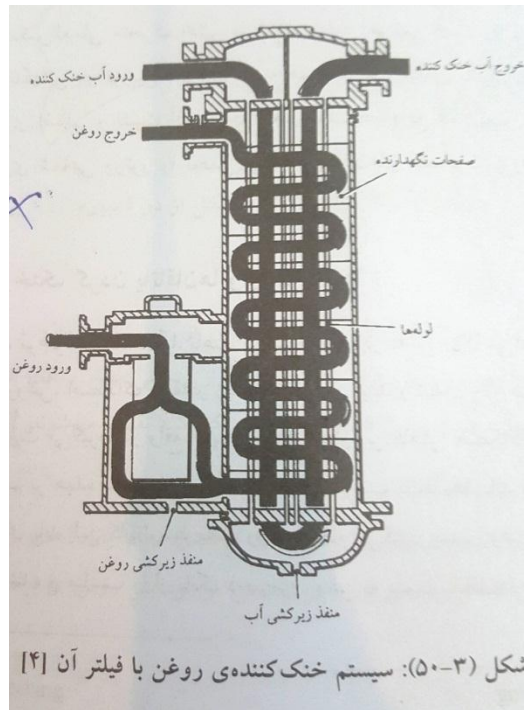 خروج آب خنک کننده
ورود آب خنک کننده
خروج روغن
صفحات نگهدارنده
لوله‌ها
ورود روغن
منفذ زیرکشی روغن
منفذ زیرکشی آب
شکل (۳-۵۰): سیستم خنک‌کننده‌ی روغن با فیلتر آن [۴]